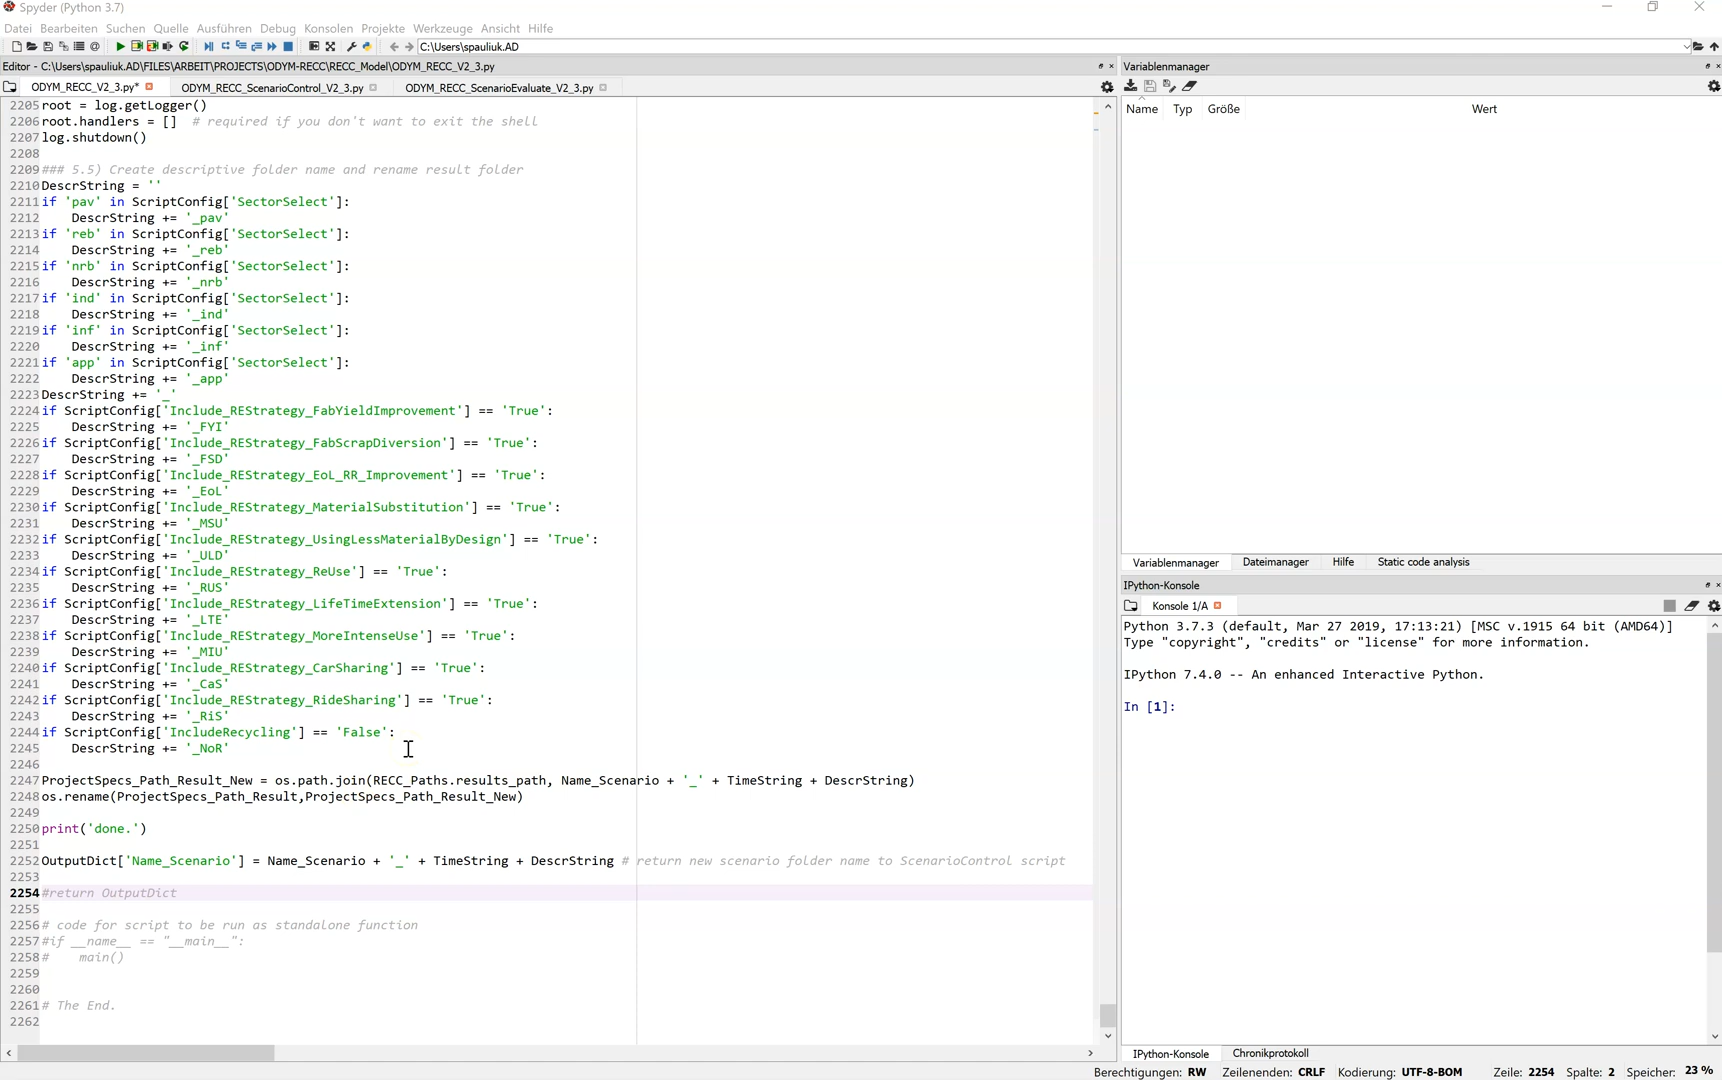 Spyder (Python 3.7)
Datei Bearbeiten Suchen Quelle Ausführen Debug Konsolen Projekte Werkzeuge Ansicht Hilfe
C:\Users\spauliuk.AD
Editor - C:\Users\spauliuk.AD\FILES\ARBEIT\PROJECTS\ODYM-RECC\RECC_Model\ODYM_RECC_V2_3.py
ODYM_RECC_V2_3.py* ODYM_RECC_ScenarioControl_V2_3.py ODYM_RECC_ScenarioEvaluate_V2_3.py
2205 root = log.getLogger()
2206 root.handlers = [] # required if you don't want to exit the shell
2207 log.shutdown()
2208
2209 ### 5.5) Create descriptive folder name and rename result folder
2210 DescrString = ''
2211 if 'pav' in ScriptConfig['SectorSelect']:
2212     DescrString += '_pav'
2213 if 'reb' in ScriptConfig['SectorSelect']:
2214     DescrString += '_reb'
2215 if 'nrb' in ScriptConfig['SectorSelect']:
2216     DescrString += '_nrb'
2217 if 'ind' in ScriptConfig['SectorSelect']:
2218     DescrString += '_ind'
2219 if 'inf' in ScriptConfig['SectorSelect']:
2220     DescrString += '_inf'
2221 if 'app' in ScriptConfig['SectorSelect']:
2222     DescrString += '_app'
2223 DescrString += '_'
2224 if ScriptConfig['Include_REStrategy_FabYieldImprovement'] == 'True':
2225     DescrString += '_FYI'
2226 if ScriptConfig['Include_REStrategy_FabScrapDiversion'] == 'True':
2227     DescrString += '_FSD'
2228 if ScriptConfig['Include_REStrategy_EoL_RR_Improvement'] == 'True':
2229     DescrString += '_EoL'
2230 if ScriptConfig['Include_REStrategy_MaterialSubstitution'] == 'True':
2231     DescrString += '_MSU'
2232 if ScriptConfig['Include_REStrategy_UsingLessMaterialByDesign'] == 'True':
2233     DescrString += '_ULD'
2234 if ScriptConfig['Include_REStrategy_ReUse'] == 'True':
2235     DescrString += '_RUS'
2236 if ScriptConfig['Include_REStrategy_LifeTimeExtension'] == 'True':
2237     DescrString += '_LTE'
2238 if ScriptConfig['Include_REStrategy_MoreIntenseUse'] == 'True':
2239     DescrString += '_MIU'
2240 if ScriptConfig['Include_REStrategy_CarSharing'] == 'True':
2241     DescrString += '_CaS'
2242 if ScriptConfig['Include_REStrategy_RideSharing'] == 'True':
2243     DescrString += '_RiS'
2244 if ScriptConfig['IncludeRecycling'] == 'False':
2245     DescrString += '_NoR'
2246
2247 ProjectSpecs_Path_Result_New = os.path.join(RECC_Paths.results_path, Name_Scenario + '_' + TimeString + DescrString)
2248 os.rename(ProjectSpecs_Path_Result,ProjectSpecs_Path_Result_New)
2249
2250 print('done.')
2251
2252 OutputDict['Name_Scenario'] = Name_Scenario + '_' + TimeString + DescrString # return new scenario folder name to ScenarioControl script
2253
2254 #return OutputDict
2255
2256 # code for script to be run as standalone function
2257 #if __name__ == "__main__":
2258 #    main()
2259
2260
2261 # The End.
2262
Variablenmanager
Name Typ Größe Wert
Variablenmanager Dateimanager Hilfe Static code analysis
IPython-Konsole
Konsole 1/A
Python 3.7.3 (default, Mar 27 2019, 17:13:21) [MSC v.1915 64 bit (AMD64)]
Type "copyright", "credits" or "license" for more information.
IPython 7.4.0 -- An enhanced Interactive Python.
In [1]:
IPython-Konsole Chronikprotokoll
Berechtigungen: RW Zeilenenden: CRLF Kodierung: UTF-8-BOM Zeile: 2254 Spalte: 2 Speicher: 23 %